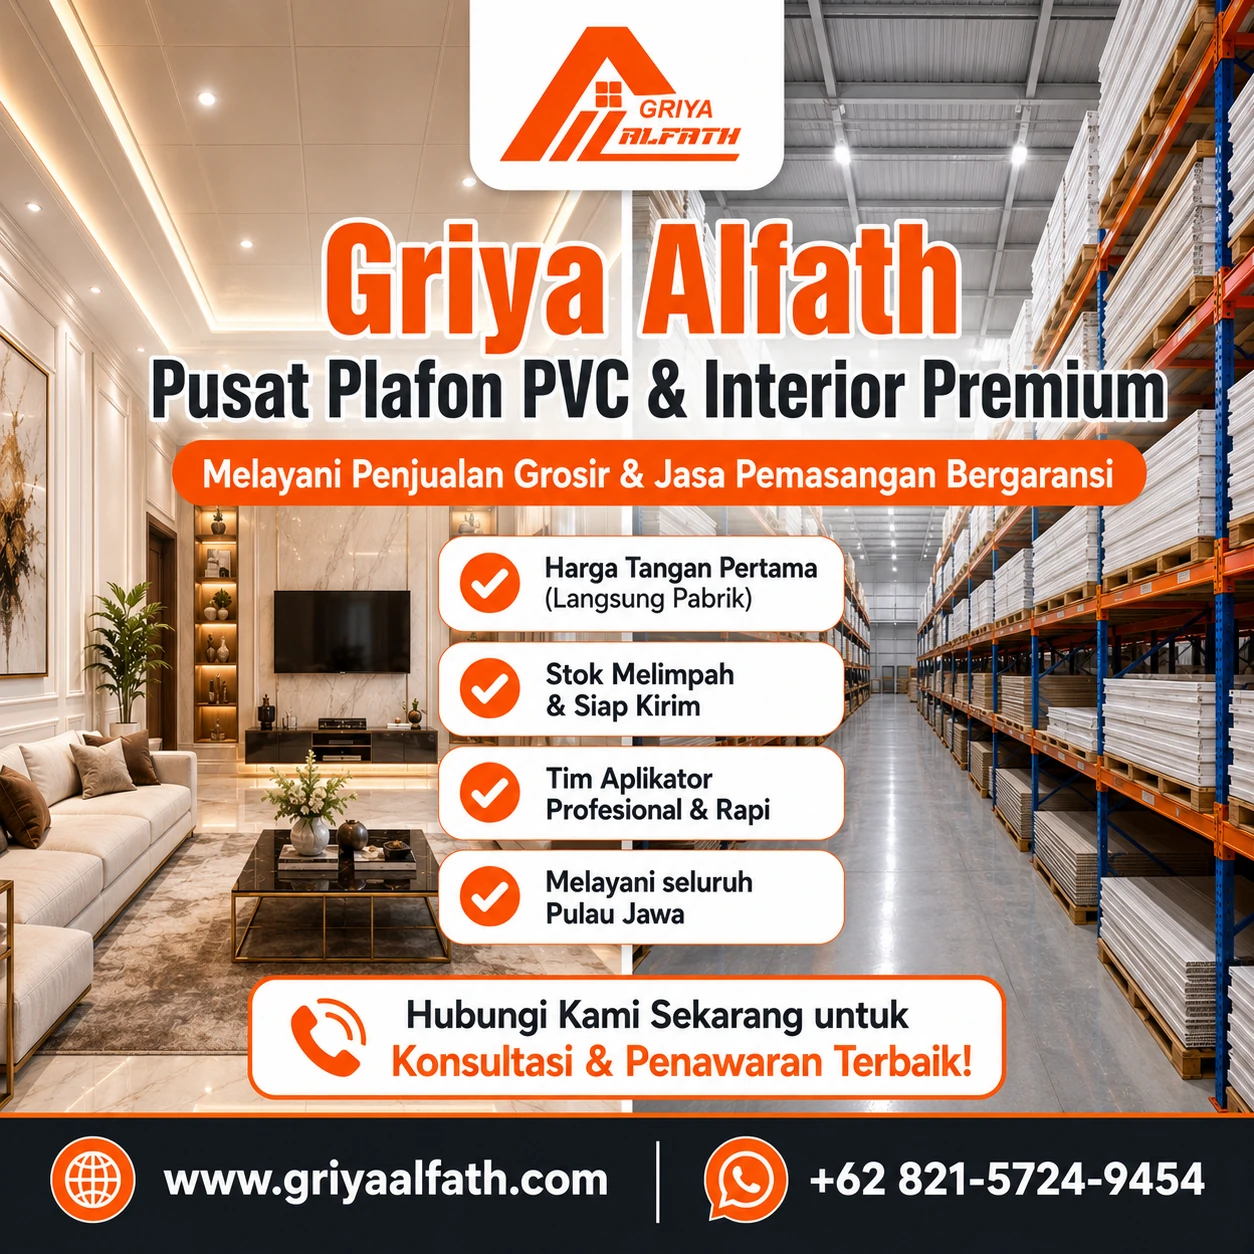 GRIYA
ALFATH
Griya Alfath
Pusat Plafon PVC & Interior Premium
Melayani Penjualan Grosir & Jasa Pemasangan Bergaransi
Harga Tangan Pertama
(Langsung Pabrik)
Stok Melimpah
& Siap Kirim
Tim Aplikator
Profesional & Rapi
Melayani seluruh
Pulau Jawa
Hubungi Kami Sekarang untuk
Konsultasi & Penawaran Terbaik!
www.griyaalfath.com
+62 821-5724-9454